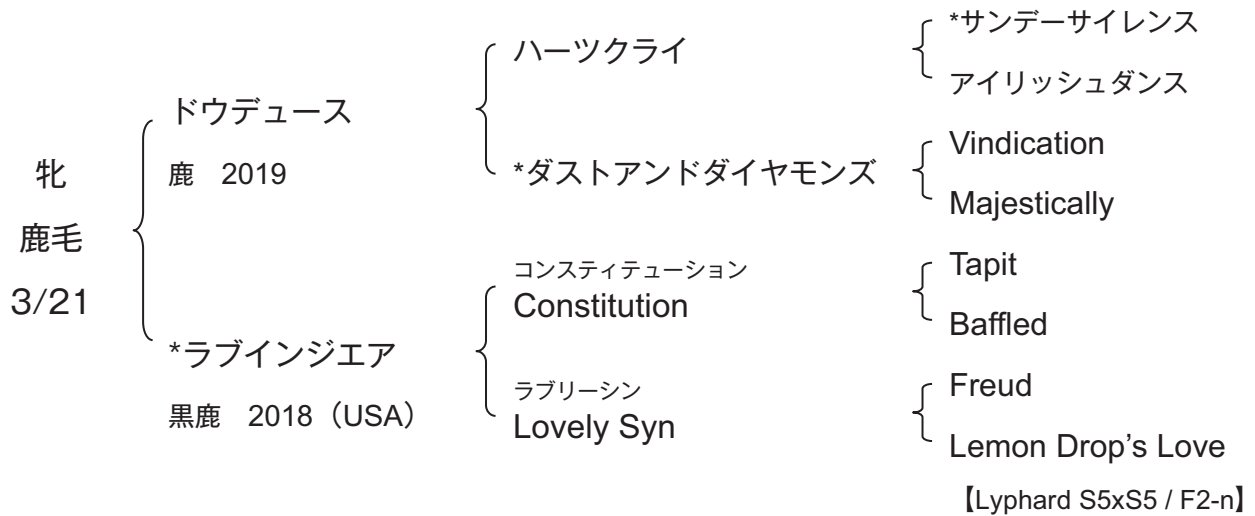 牝
鹿毛
3/21
ドウデュース
鹿 2019
*ラブインジエア
黒鹿 2018（USA）
ハーツクライ
*ダストアンドダイヤモンズ
コンスティテューション
Constitution
ラブリーシン
Lovely Syn
*サンデーサイレンス
アイリッシュダンス
Vindication
Majestically
Tapit
Baffled
Freud
Lemon Drop’s Love
【Lyphard S5xS5 / F2-n】